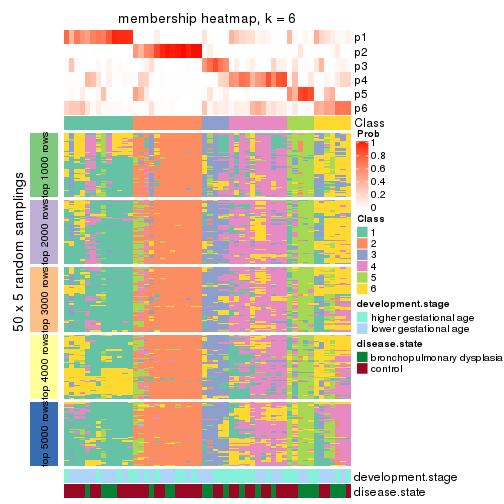 membership heatmap, k = 6
p1
p2
p3
p4
p5
p6
Class
50 x 5 random samplings
top 1000 rows
top 2000 rows
top 3000 rows
top 4000 rows
top 5000 rows
Prob
1
0.8
0.6
0.4
0.2
0
Class
1
2
3
4
5
6
development.stage
higher gestational age
lower gestational age
disease.state
bronchopulmonary dysplasia
control
development.stage
disease.state